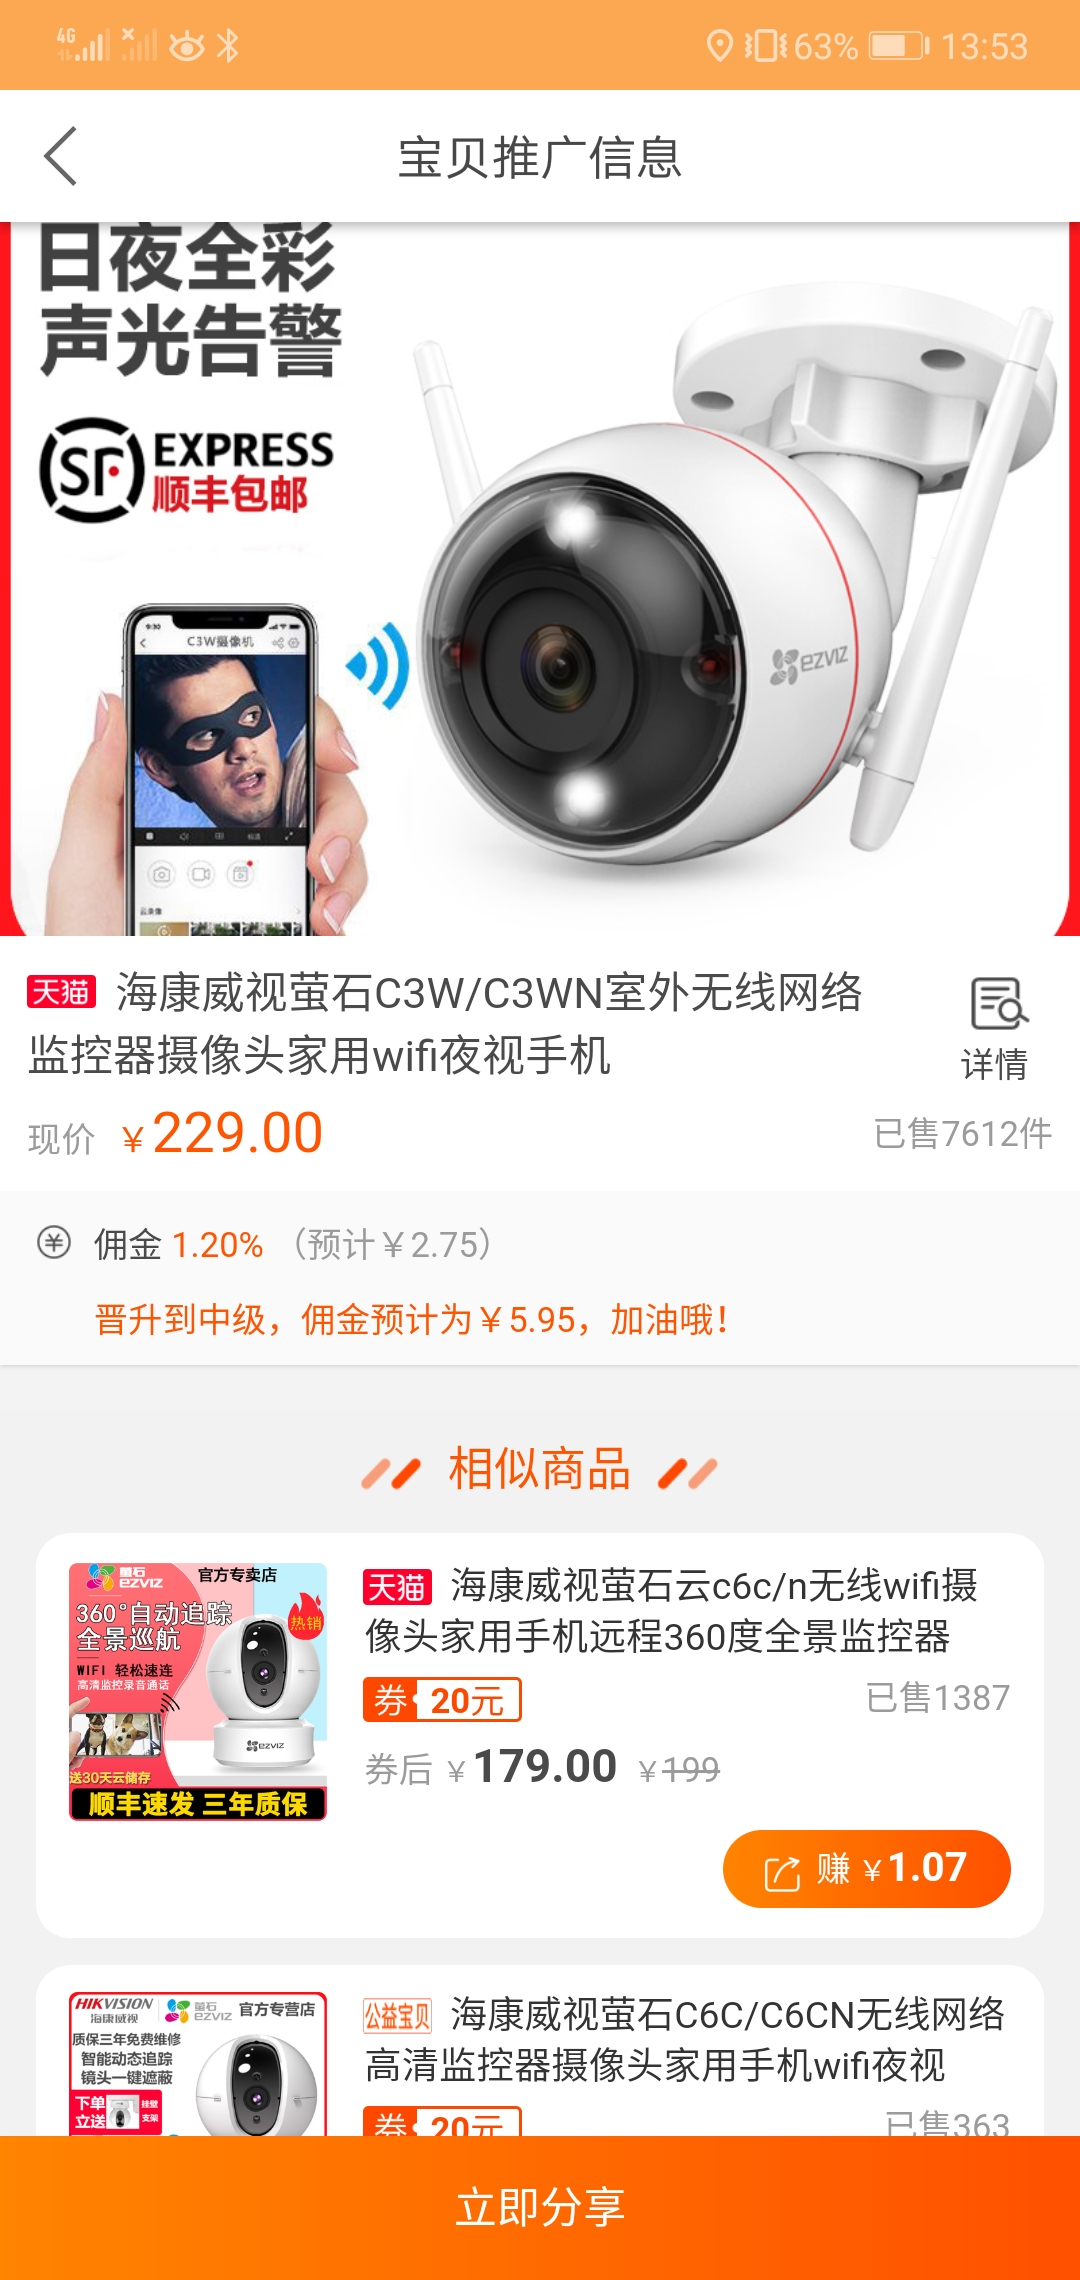 4G 63% 13:53
宝贝推广信息
日夜全彩
声光告警
SF EXPRESS
顺丰包邮
9:30
C3W摄像机
ezviz
天猫 海康威视萤石C3W/C3WN室外无线网络
监控器摄像头家用wifi夜视手机
详情
现价 ¥229.00
已售7612件
佣金 1.20% （预计¥2.75）
晋升到中级，佣金预计为¥5.95，加油哦！
相似商品
萤石 ezviz 官方专卖店
360°自动追踪
全景巡航
热销
WIFI 轻松速连
高清监控录音通话
ezviz
送30天云储存
顺丰速发 三年质保
天猫 海康威视萤石云c6c/n无线wifi摄
像头家用手机远程360度全景监控器
券 20元
已售1387
券后 ¥179.00 ¥199
赚 ¥1.07
HIKVISION 海康威视 萤石 ezviz 官方专营店
质保三年免费维修
智能动态追踪
镜头一键遮蔽
下单 挂壁
立送 支架
公益宝贝 海康威视萤石C6C/C6CN无线网络
高清监控器摄像头家用手机wifi夜视
券 20元
已售363
立即分享